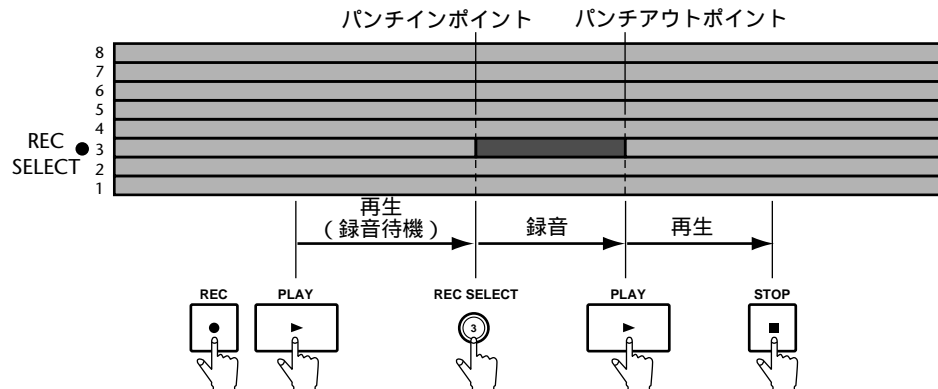 パンチインポイント
パンチアウトポイント
8
7
6
5
4
REC
SELECT
3
2
1
再生
(録音待機)
録音
再生
REC
PLAY
REC SELECT
3
PLAY
STOP